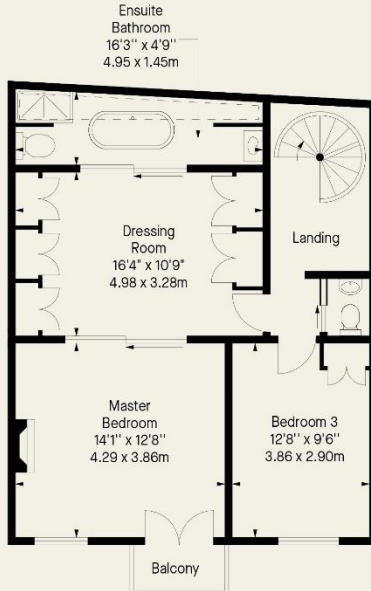 Ensuite
Bathroom
16'3'' x 4'9''
4.95 x 1.45m
Dressing
Room
16'4" x 10'9"
4.98 x 3.28m
Landing
Master
Bedroom
14'1'' x 12'8''
4.29 x 3.86m
Bedroom 3
12'8'' x 9'6''
3.86 x 2.90m
Balcony